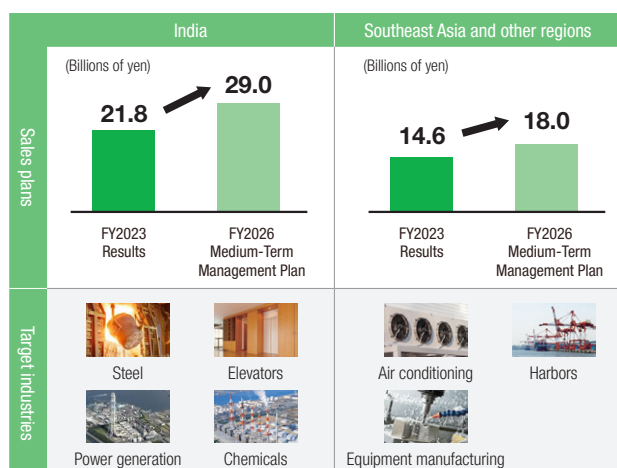 India
Southeast Asia and other regions
Sales plans
(Billions of yen)
21.8
29.0
FY2023
Results
FY2026
Medium-Term
Management Plan
(Billions of yen)
14.6
18.0
FY2023
Results
FY2026
Medium-Term
Management Plan
Target industries
Steel
Elevators
Power generation
Chemicals
Air conditioning
Harbors
Equipment manufacturing